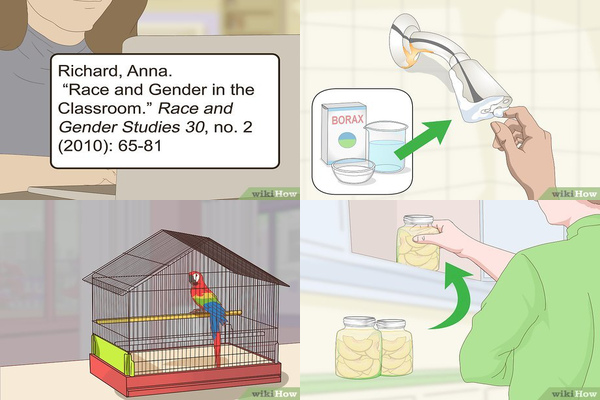 Richard, Anna.
“Race and Gender in the
Classroom.” Race and
Gender Studies 30, no. 2
(2010): 65-81
wikiHow
BORAX
wikiHow
wikiHow
wikiHow